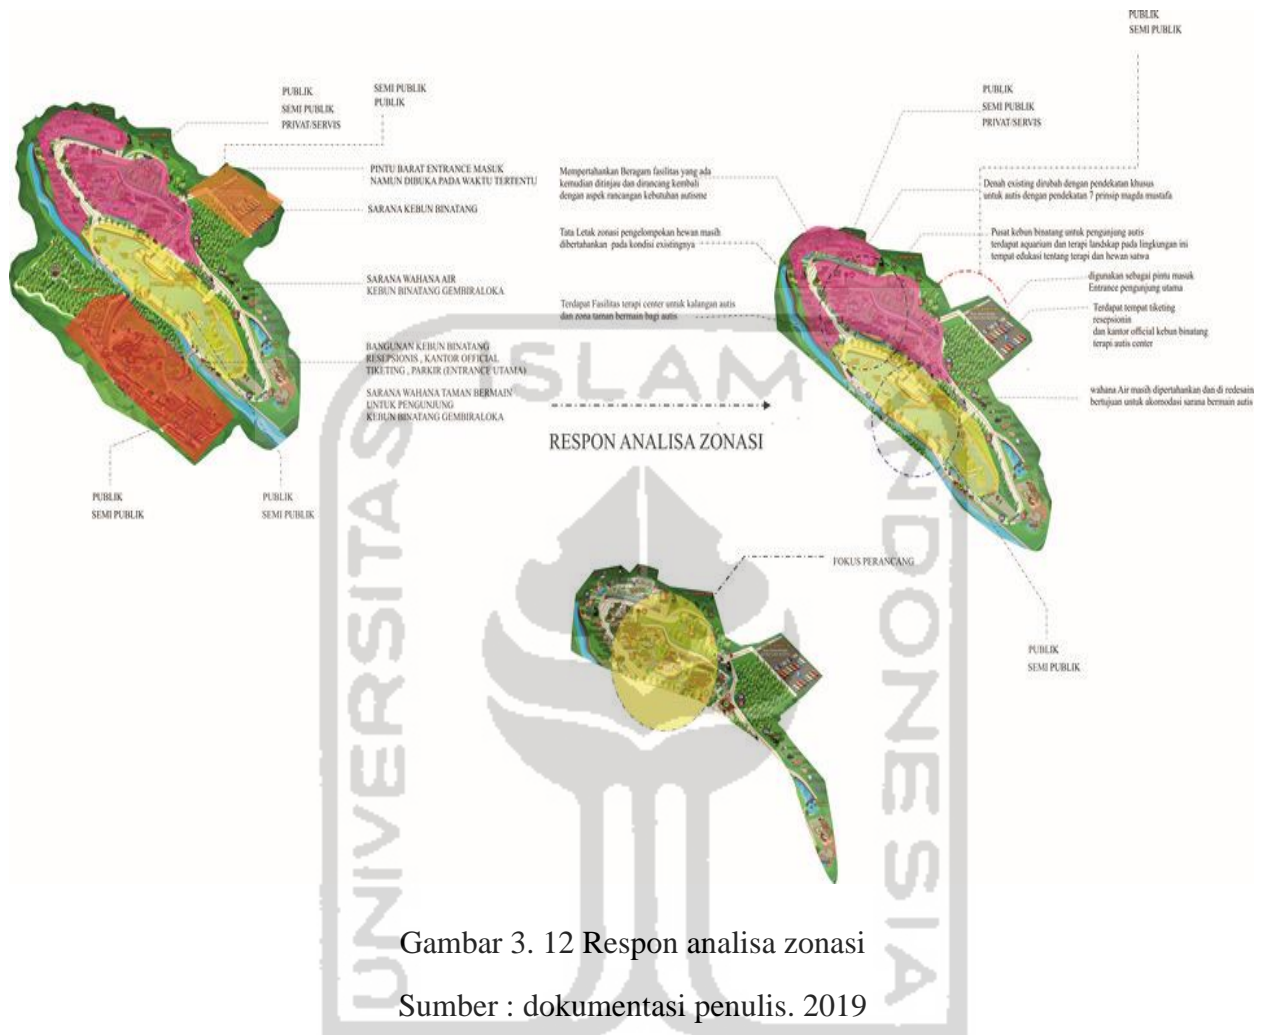 PUBLIK
SEMI PUBLIK
PRIVAT/SERVIS
SEMI PUBLIK
PUBLIK
PINTU BARAT ENTRANCE MASUK
NAMUN DIBUKA PADA WAKTU TERTENTU
SARANA KEBUN BINATANG
SARANA WAHANA AIR
KEBUN BINATANG GEMBIRALOKA
BANGUNAN KEBUN BINATANG
RESEPSIONIS , KANTOR OFFICIAL
TIKETING , PARKIR (ENTRANCE UTAMA)
SARANA WAHANA TAMAN BERMAIN
UNTUK PENGUNJUNG
KEBUN BINATANG GEMBIRALOKA
PUBLIK
SEMI PUBLIK
PUBLIK
SEMI PUBLIK
RESPON ANALISA ZONASI
PUBLIK
SEMI PUBLIK
PUBLIK
SEMI PUBLIK
PRIVAT/SERVIS
Mempertahankan Beragam fasilitas yang ada
kemudian ditinjau dan dirancang kembali
dengan aspek rancangan kebutuhan autisme
Tata Letak zonasi pengelompokan hewan masih
dibertahankan pada kondisi existingnya
Terdapat Fasilitas terapi center untuk kalangan autis
dan zona taman bermain bagi autis
Denah existing dirubah dengan pendekatan khusus
untuk autis dengan pendekatan 7 prinsip magda mustafa
Pusat kebun binatang untuk pengunjung autis
terdapat aquarium dan terapi landskap pada lingkungan ini
tempat edukasi tentang terapi dan hewan satwa
digunakan sebagai pintu masuk
Entrance pengunjung utama
Terdapat tempat tiketing
resepsionin
dan kantor official kebun binatang
terapi autis center
wahana Air masih dipertahankan dan di redesain
bertujuan untuk akomodasi sarana bermain autis
PUBLIK
SEMI PUBLIK
FOKUS PERANCANG
UNIVERSITAS
ISLAM
INDONESIA
Gambar 3. 12 Respon analisa zonasi
Sumber : dokumentasi penulis. 2019